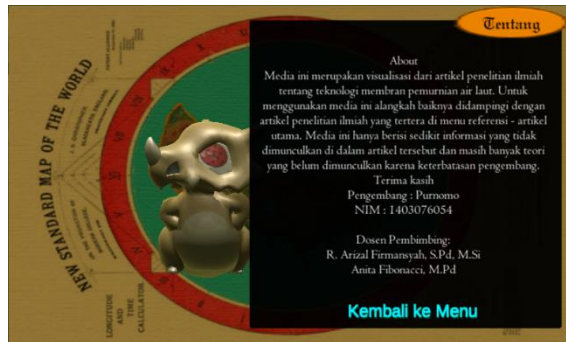 Tentang
About
Media ini merupakan visualisasi dari artikel penelitian ilmiah
tentang teknologi membran pemurnian air laut. Untuk
menggunakan media ini alangkah baiknya didampingi dengan
artikel penelitian ilmiah yang tertera di menu referensi - artikel
utama. Media ini hanya berisi sedikit informasi yang tidak
dimunculkan di dalam artikel tersebut dan masih banyak teori
yang belum dimunculkan karena keterbatasan pengembang.
Terima kasih
Pengembang : Purnomo
NIM : 1403076054
Dosen Pembimbing:
R. Arizal Firmansyah, S.Pd, M.Si
Anita Fibonacci, M.Pd
Kembali ke Menu
NEW STANDARD MAP OF THE WORLD
LONGITUDE
AND
TIME
CALCULATOR